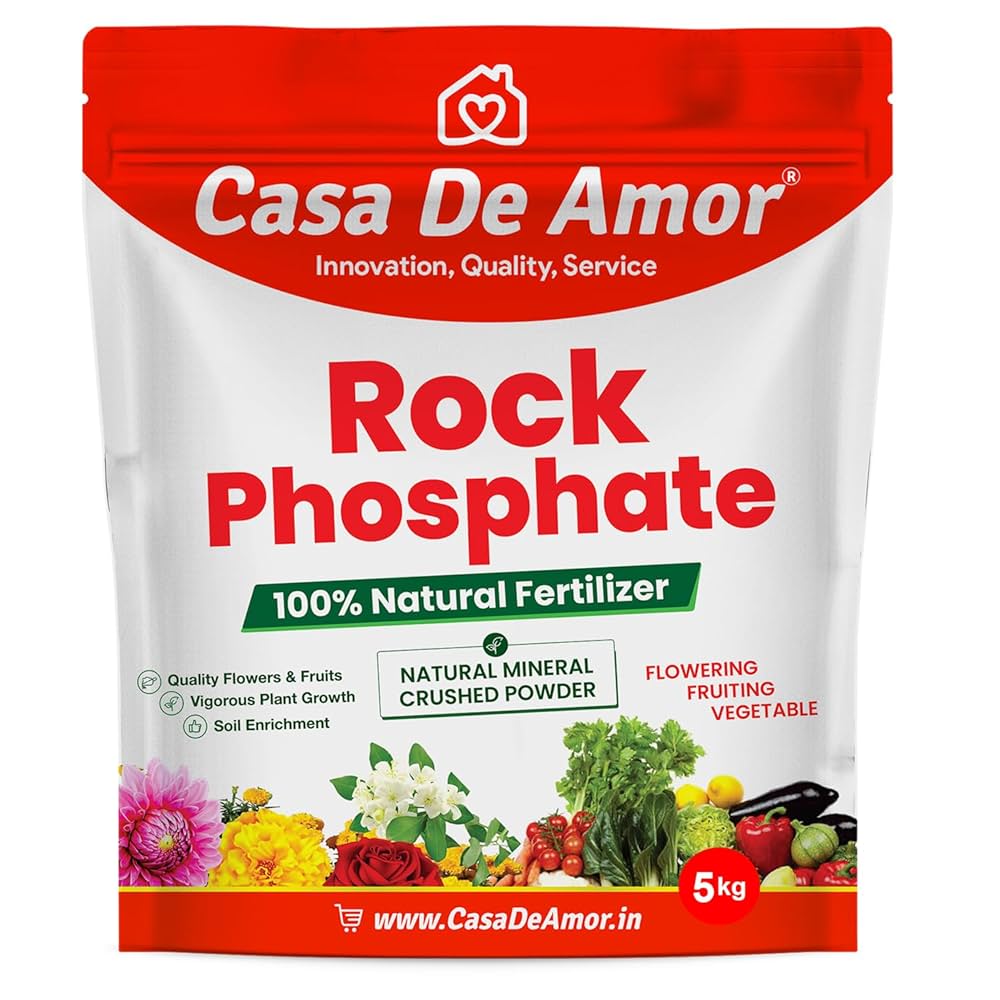 Casa De Amor®
Innovation, Quality, Service
Rock
Phosphate
100% Natural Fertilizer
Quality Flowers & Fruits
Vigorous Plant Growth
Soil Enrichment
NATURAL MINERAL
CRUSHED POWDER
FLOWERING
FRUITING
VEGETABLE
5kg
www.CasaDeAmor.in